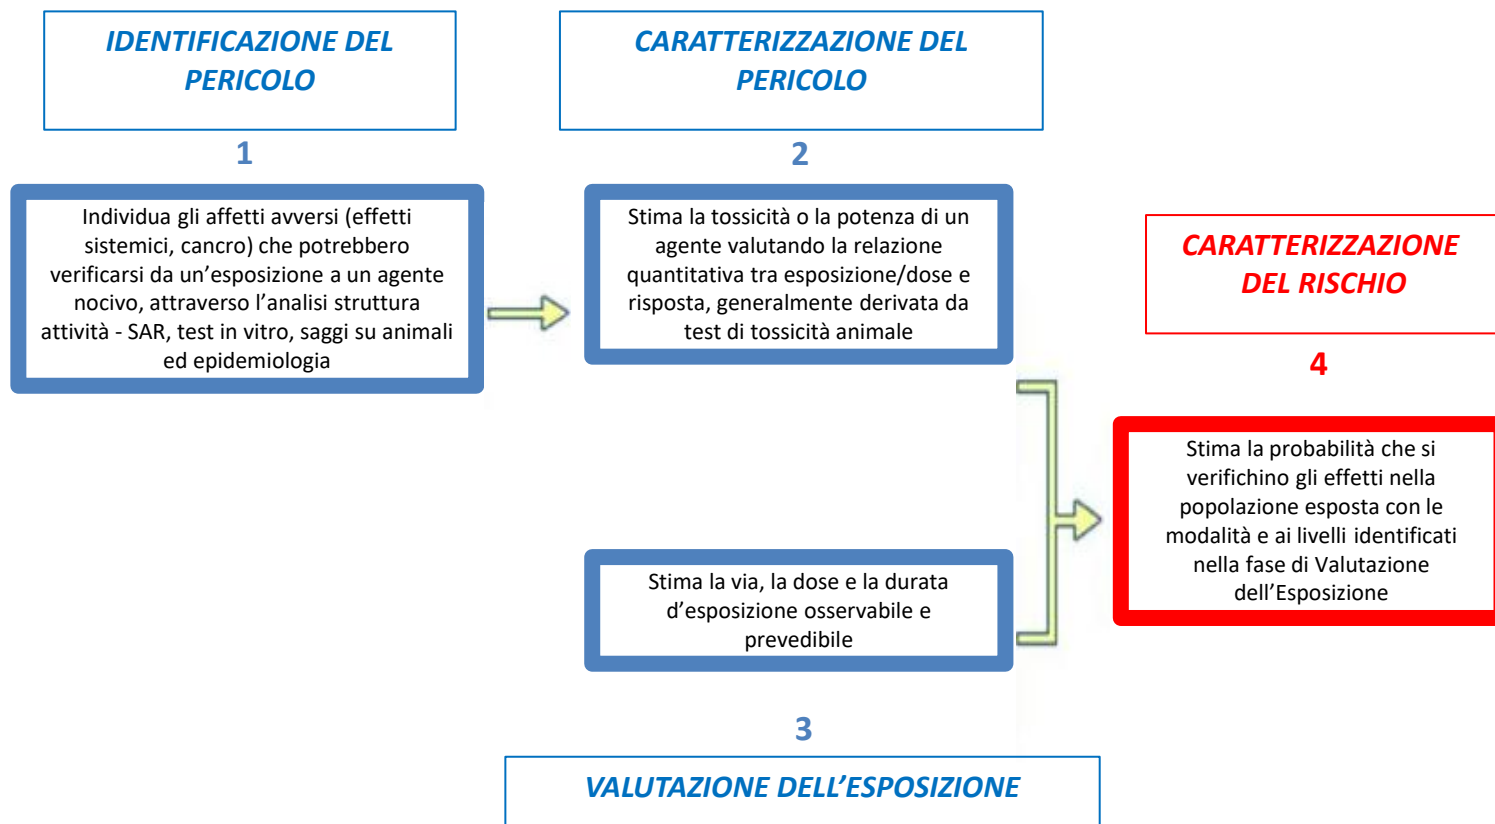 IDENTIFICAZIONE DEL
PERICOLO
1
Individua gli affetti avversi (effetti
sistemici, cancro) che potrebbero
verificarsi da un’esposizione a un agente
nocivo, attraverso l’analisi struttura
attività - SAR, test in vitro, saggi su animali
ed epidemiologia
CARATTERIZZAZIONE DEL
PERICOLO
2
Stima la tossicità o la potenza di un
agente valutando la relazione
quantitativa tra esposizione/dose e
risposta, generalmente derivata da
test di tossicità animale
Stima la via, la dose e la durata
d’esposizione osservabile e
prevedibile
3
VALUTAZIONE DELL’ESPOSIZIONE
CARATTERIZZAZIONE
DEL RISCHIO
4
Stima la probabilità che si
verifichino gli effetti nella
popolazione esposta con le
modalità e ai livelli identificati
nella fase di Valutazione
dell’Esposizione